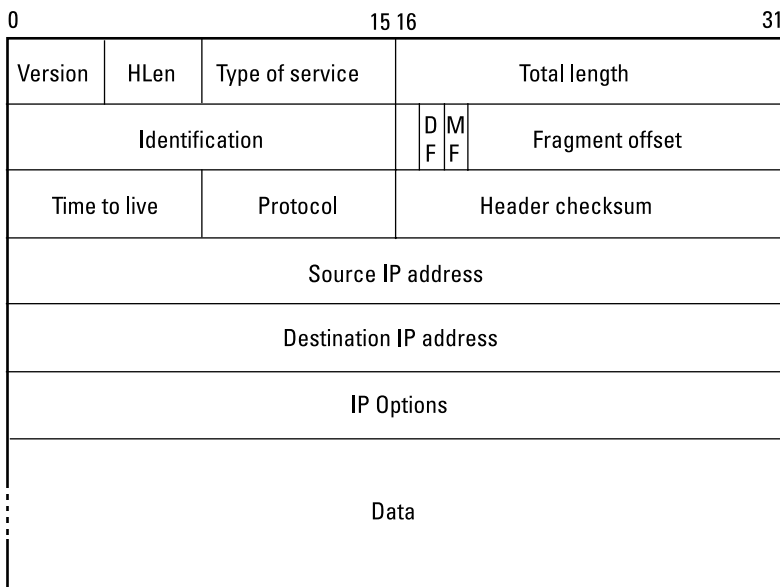 0 15 16 31
Version HLen Type of service Total length
Identification D F M F Fragment offset
Time to live Protocol Header checksum
Source IP address
Destination IP address
IP Options
Data